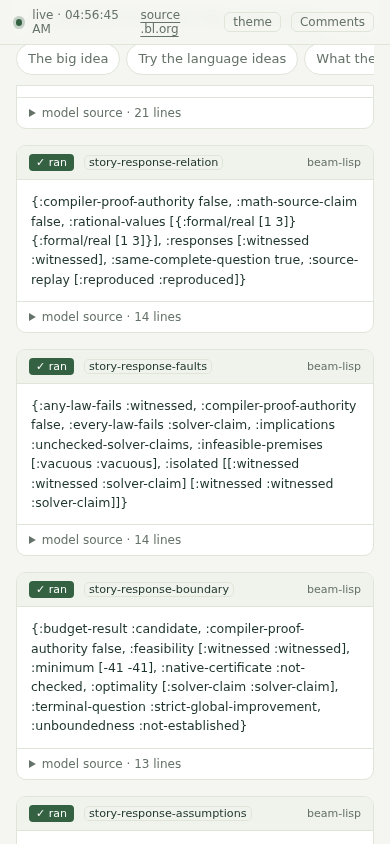 live · 04:56:45 AM
source .bl.org
theme
Comments
The big idea
Try the language ideas
What the
▶ model source · 21 lines
✓ ran story-response-relation beam-lisp
{:compiler-proof-authority false, :math-source-claim
false, :rational-values [{:formal/real [1 3]}
{:formal/real [1 3]}], :responses [:witnessed
:witnessed], :same-complete-question true, :source-
replay [:reproduced :reproduced]}
▶ model source · 14 lines
✓ ran story-response-faults beam-lisp
{:any-law-fails :witnessed, :compiler-proof-authority
false, :every-law-fails :solver-claim, :implications
:unchecked-solver-claims, :infeasible-premises
[:vacuous :vacuous], :isolated [[:witnessed
:witnessed :solver-claim] [:witnessed :witnessed
:solver-claim]]}
▶ model source · 14 lines
✓ ran story-response-boundary beam-lisp
{:budget-result :candidate, :compiler-proof-
authority false, :feasibility [:witnessed :witnessed],
:minimum [-41 -41], :native-certificate :not-
checked, :optimality [:solver-claim :solver-claim],
:terminal-question :strict-global-improvement,
:unboundedness :not-established}
▶ model source · 13 lines
✓ ran story-response-assumptions beam-lisp